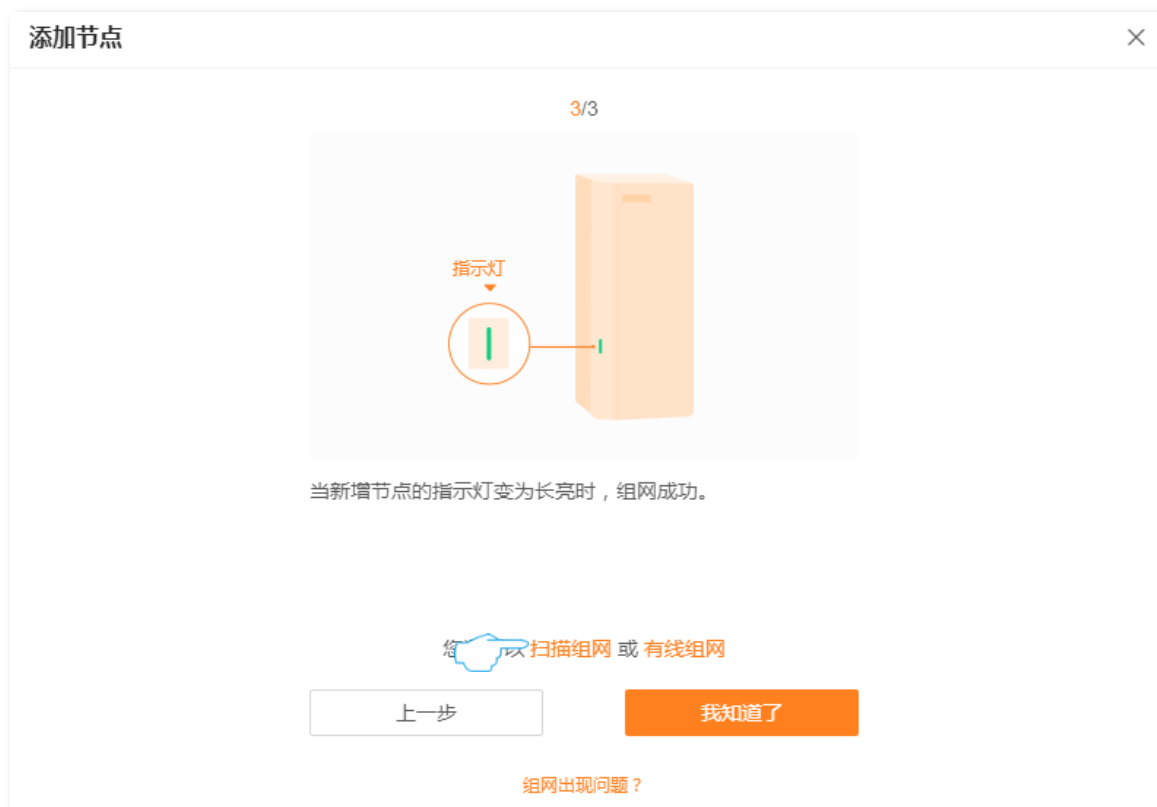 添加节点
3/3
指示灯
当新增节点的指示灯变为长亮时，组网成功。
您 以 扫描组网 或 有线组网
上一步
我知道了
组网出现问题？